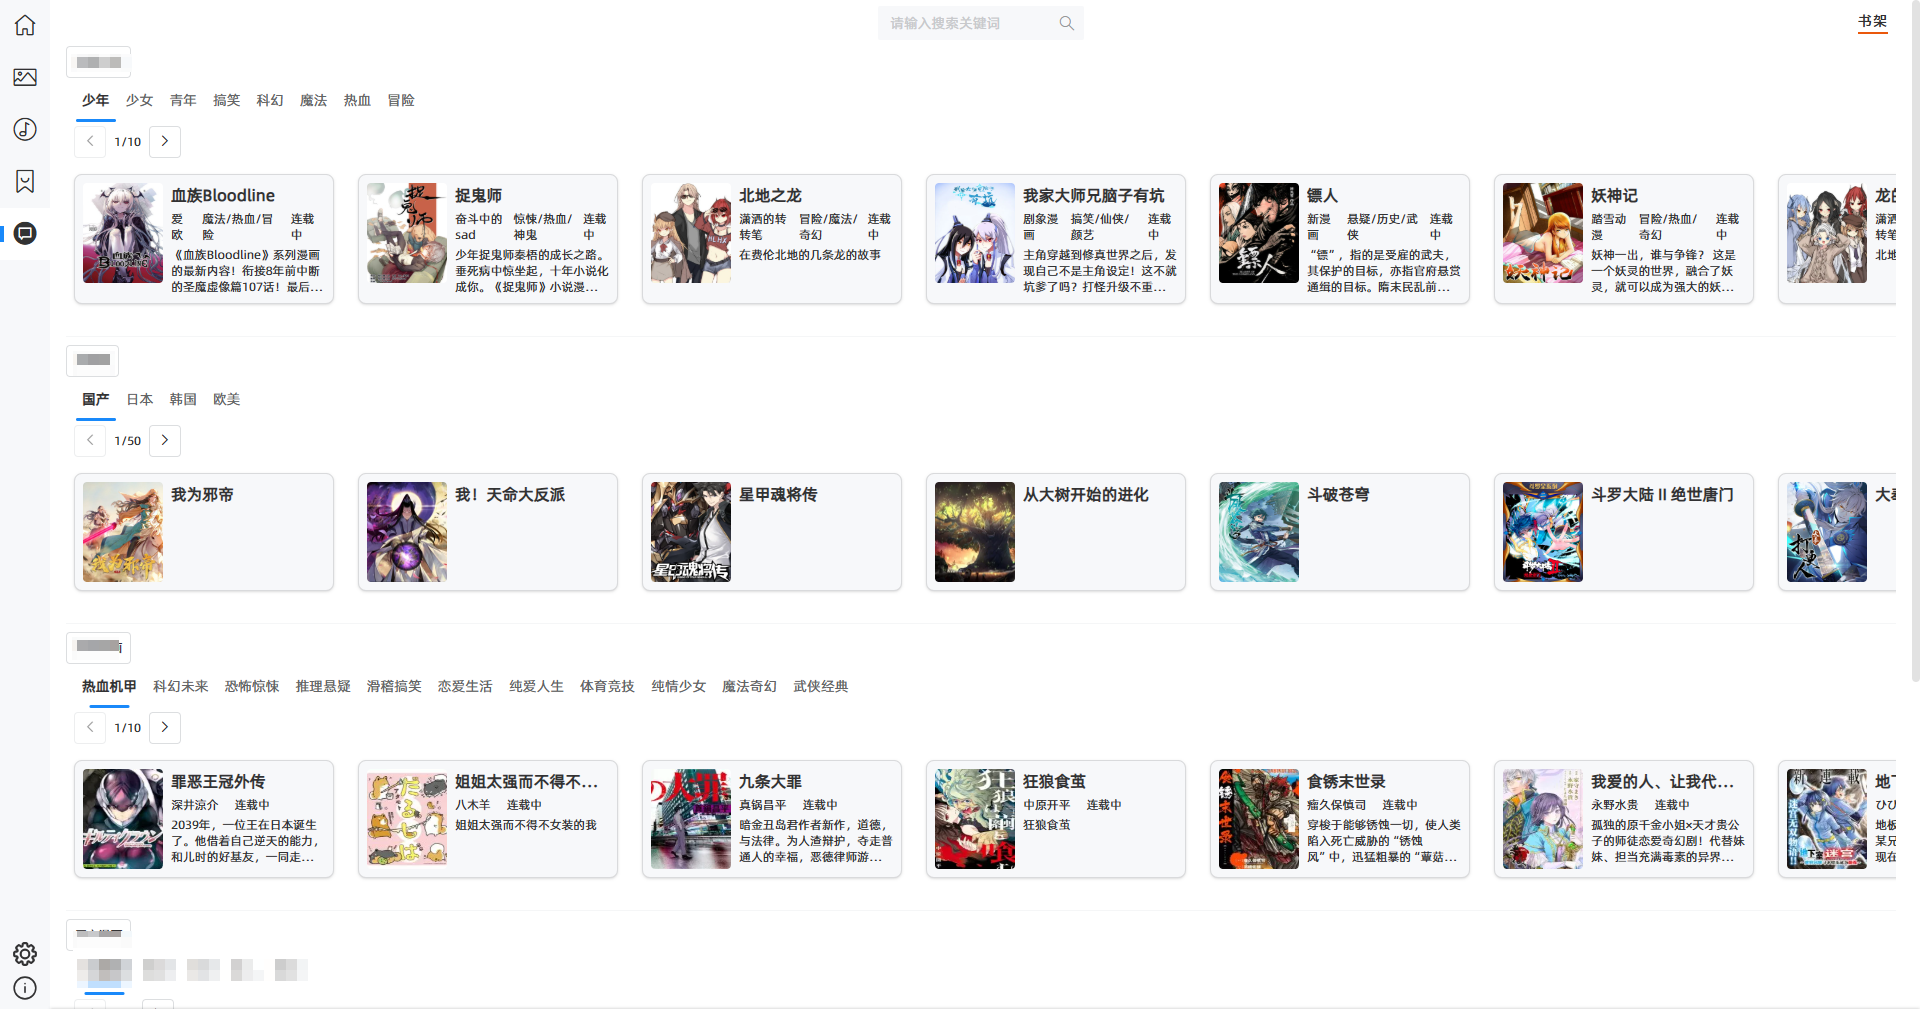 请输入搜索关键词
书架
少年 少女 青年 搞笑 科幻 魔法 热血 冒险
1/10
血族Bloodline
爱欧 魔法/热血/冒险 连载中
《血族Bloodline》系列漫画
的最新内容！衔接8年前中断
的圣魔虚像篇107话！最后...
捉鬼师
奋斗中的sad 惊悚/热血/神鬼 连载中
少年捉鬼师秦梧的成长之路。
垂死病中惊坐起，十年小说化
成你。《捉鬼师》小说漫...
北地之龙
潇洒的转转笔 冒险/魔法/奇幻 连载中
在费伦北地的几条龙的故事
我家大师兄脑子有坑
剧象漫画 搞笑/仙侠/颜艺 连载中
主角穿越到修真世界之后，发
现自己不是主角设定！这不就
坑爹了吗？打怪升级不重...
镖人
新漫画 悬疑/历史/武侠 连载中
“镖”，指的是受雇的武夫，
其保护的目标，亦指官府悬赏
通缉的目标。隋末民乱前...
妖神记
踏雪动漫 冒险/热血/奇幻 连载中
妖神一出，谁与争锋？ 这是
一个妖灵的世界，融合了妖
灵，就可以成为强大的妖...
龙的
潇洒
转笔
北地
国产 日本 韩国 欧美
1/50
我为邪帝
我！天命大反派
星甲魂将传
从大树开始的进化
斗破苍穹
斗罗大陆 II 绝世唐门
大奉
热血机甲 科幻未来 恐怖惊悚 推理悬疑 滑稽搞笑 恋爱生活 纯爱人生 体育竞技 纯情少女 魔法奇幻 武侠经典
1/10
罪恶王冠外传
深井涼介 连载中
2039年，一位王在日本诞生
了。他借着自己逆天的能力，
和儿时的好基友，一同走...
姐姐太强而不得不...
八木羊 连载中
姐姐太强而不得不女装的我
九条大罪
真锅昌平 连载中
暗金丑岛君作者新作，道德，
与法律。为人渣辩护，夺走普
通人的幸福，恶德律师游...
狂狼食茧
中原开平 连载中
狂狼食茧
食锈末世录
瘤久保慎司 连载中
穿梭于能够锈蚀一切，使人类
陷入死亡威胁的“锈蚀
风”中，迅猛粗暴的“蕈菇...
我爱的人、让我代...
永野水贵 连载中
孤独的原千金小姐×天才贵公
子的师徒恋爱奇幻剧！代替妹
妹、担当充满毒素的异界...
地下
ひび
地板
某兄
现在